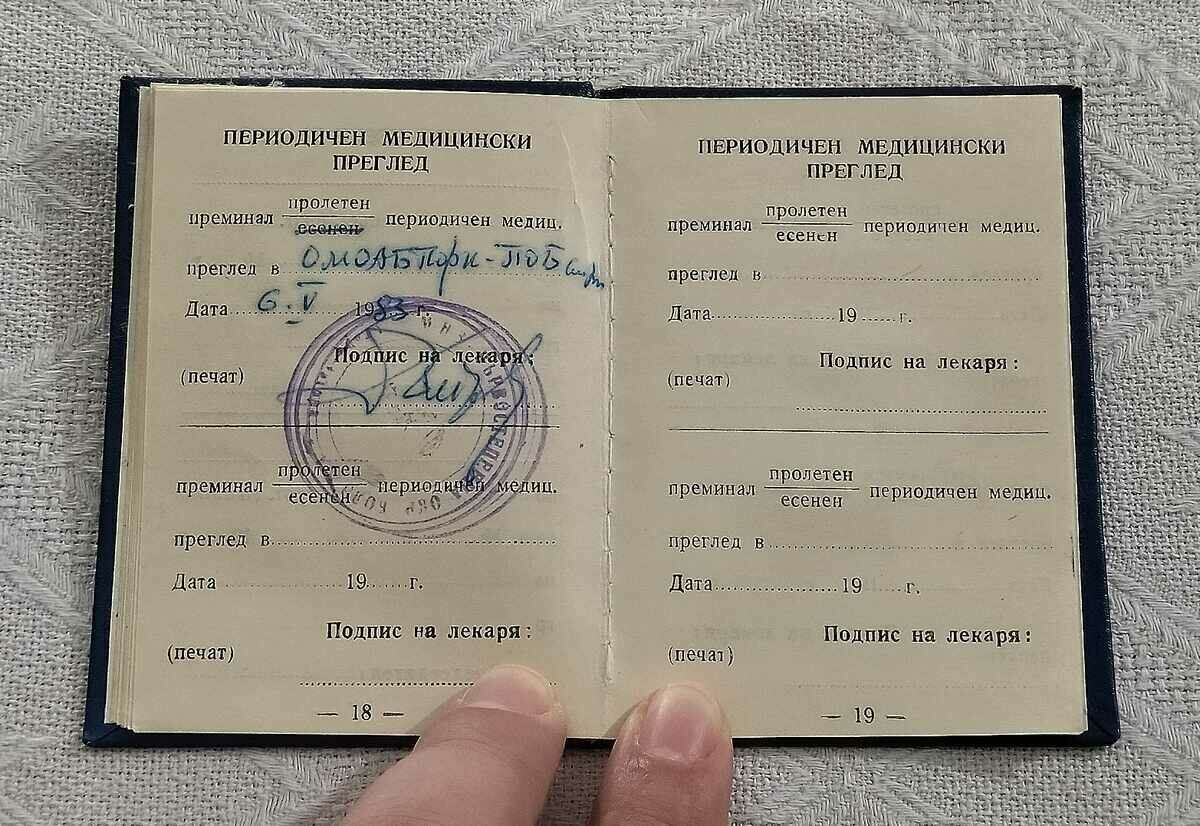 ПЕРИОДИЧЕН МЕДИЦИНСКИ
ПРЕГЛЕД
пролетен
преминал есенен периодичен медиц.
преглед в
Дата 6.V 1983 г.
Подпис на лекаря:
(печат)
пролетен
преминал есенен периодичен медиц.
преглед в
Дата 19 г.
Подпис на лекаря:
(печат)
— 18 —
ПЕРИОДИЧЕН МЕДИЦИНСКИ
ПРЕГЛЕД
пролетен
преминал есенен периодичен медиц.
преглед в
Дата 19 г.
Подпис на лекаря:
(печат)
пролетен
преминал есенен периодичен медиц.
преглед в
Дата 19 г.
Подпис на лекаря:
(печат)
— 19 —